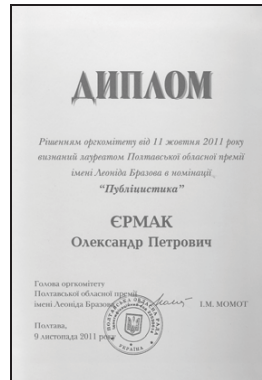 ДИПЛОМ
Рішенням оргкомітету від 11 жовтня 2011 року
визнаний лауреатом Полтавської обласної премії
імені Леоніда Бразова в номінації
“Публіцистика”
ЄРМАК
Олександр Петрович
Голова оргкомітету
Полтавської обласної премії
імені Леоніда Бразова
І.М. МОМОТ
Полтава,
9 листопада 2011 року
УКРАЇНА